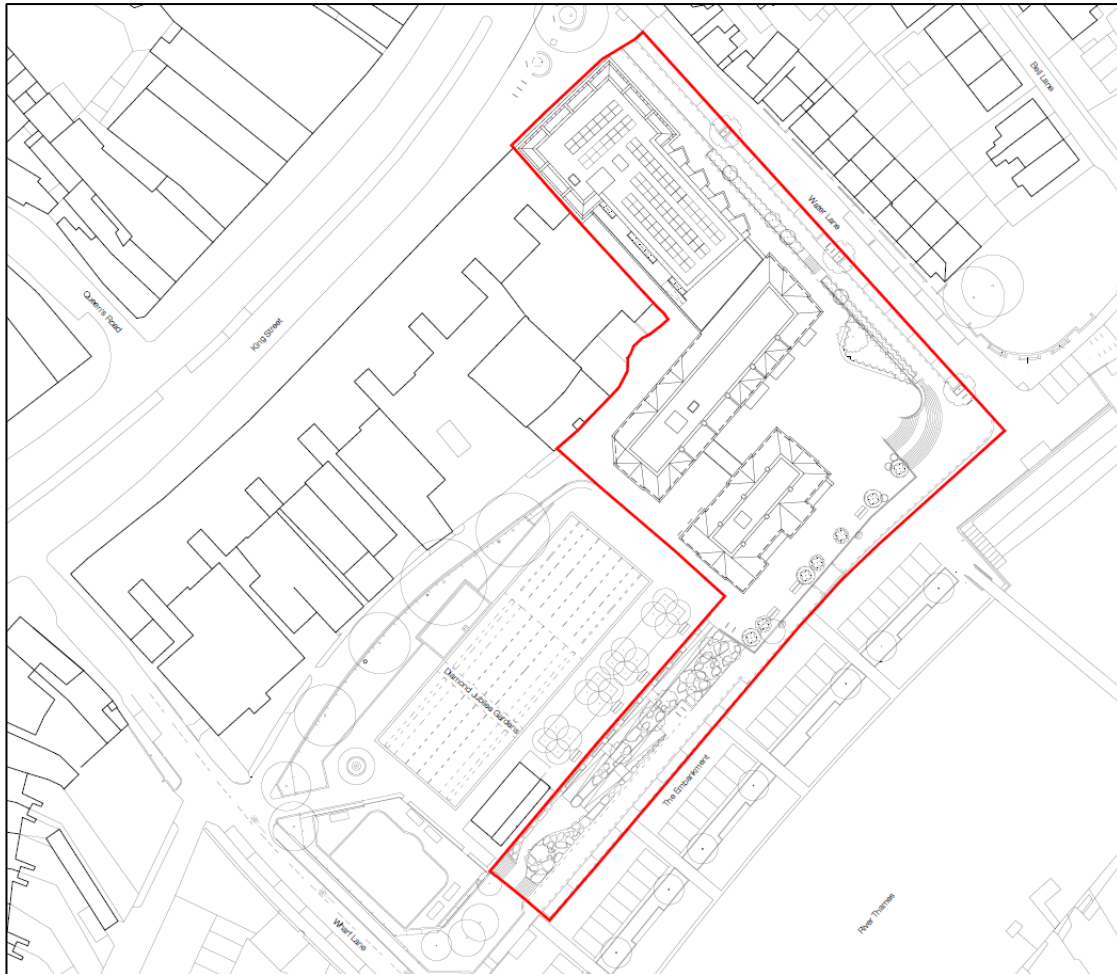 Bell Lane
Water Lane
Queen's Road
King Street
Diamond Jubilee Gardens
The Embankment
Wharf Lane
River Thames